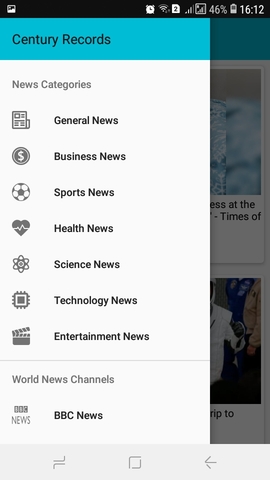 2
46% 16:12
Century Records
News Categories
General News
Business News
Sports News
Health News
Science News
Technology News
Entertainment News
World News Channels
BBC
NEWS
BBC News
ess at the
' - Times of
rip to